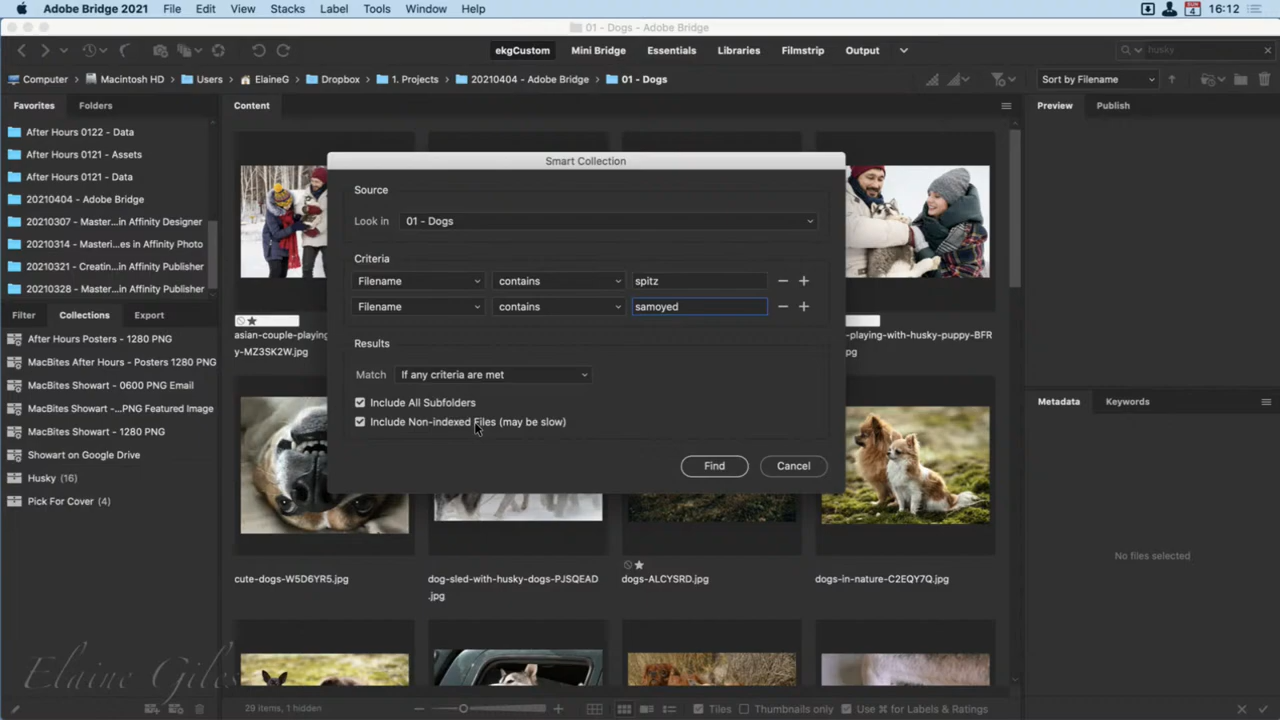 Adobe Bridge 2021 File Edit View Stacks Label Tools Window Help SUN 4 16:12
01 - Dogs - Adobe Bridge
ekgCustom Mini Bridge Essentials Libraries Filmstrip Output husky
Computer Macintosh HD Users ElaineG Dropbox 1. Projects 20210404 - Adobe Bridge 01 - Dogs Sort by Filename
Favorites Folders Content Preview Publish
After Hours 0122 - Data
After Hours 0121 - Assets
After Hours 0121 - Data
20210404 - Adobe Bridge
20210307 - Master...in Affinity Designer
20210314 - Masteri...es in Affinity Photo
20210321 - Creatin...in Affinity Publisher
20210328 - Master...in Affinity Publisher
Filter Collections Export
After Hours Posters - 1280 PNG
MacBites After Hours - Posters 1280 PNG
MacBites Showart - 0600 PNG Email
MacBites Showart -...PNG Featured Image
MacBites Showart - 1280 PNG
Showart on Google Drive
Husky (16)
Pick For Cover (4)
Smart Collection
Source
Look in 01 - Dogs
Criteria
Filename contains spitz
Filename contains samoyed
Results
Match If any criteria are met
Include All Subfolders
Include Non-indexed Files (may be slow)
Find Cancel
asian-couple-playing
y-MZ3SK2W.jpg
-playing-with-husky-puppy-BFR
jpg
cute-dogs-W5D6YR5.jpg
dog-sled-with-husky-dogs-PJSQEAD
.jpg
dogs-ALCYSRD.jpg
dogs-in-nature-C2EQY7Q.jpg
Metadata Keywords
No files selected
Elaine Giles
29 items, 1 hidden Tiles Thumbnails only Use ⌘ for Labels & Ratings